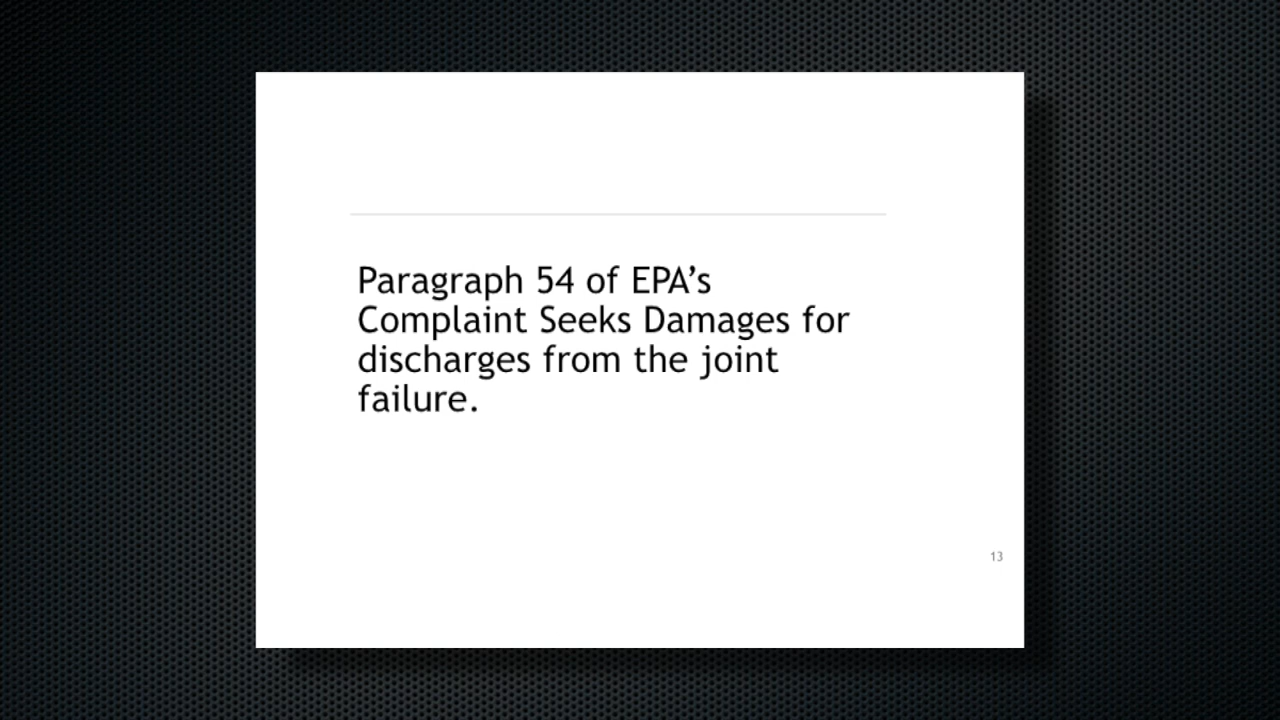 Paragraph 54 of EPA’s
Complaint Seeks Damages for
discharges from the joint
failure.
13